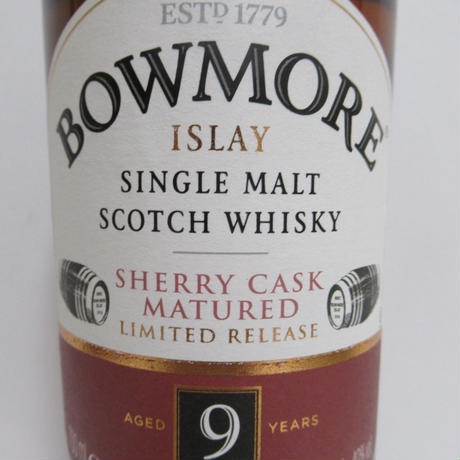 ESTD 1779
BOWMORE
ISLAY
SINGLE MALT
SCOTCH WHISKY
SHERRY CASK
MATURED
LIMITED RELEASE
AGED 9 YEARS